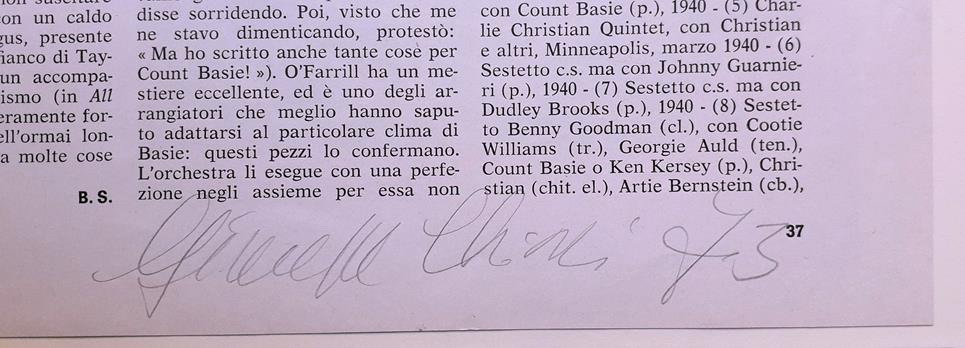 non suscitare
con un caldo
gus, presente
fianco di Tay-
un accompa-
ismo (in All
eramente for-
ell'ormai lon-
a molte cose
B. S.
disse sorridendo. Poi, visto che me
ne stavo dimenticando, protestò:
« Ma ho scritto anche tante cose per
Count Basie! »). O'Farrill ha un me-
stiere eccellente, ed è uno degli ar-
rangiatori che meglio hanno sapu-
to adattarsi al particolare clima di
Basie: questi pezzi lo confermano.
L'orchestra li esegue con una perfe-
zione negli assieme per essa non
con Count Basie (p.), 1940 - (5) Char-
lie Christian Quintet, con Christian
e altri, Minneapolis, marzo 1940 - (6)
Sestetto c.s. ma con Johnny Guarnie-
ri (p.), 1940 - (7) Sestetto c.s. ma con
Dudley Brooks (p.), 1940 - (8) Sestet-
to Benny Goodman (cl.), con Cootie
Williams (tr.), Georgie Auld (ten.),
Count Basie o Ken Kersey (p.), Chri-
stian (chit. el.), Artie Bernstein (cb.),
37
73